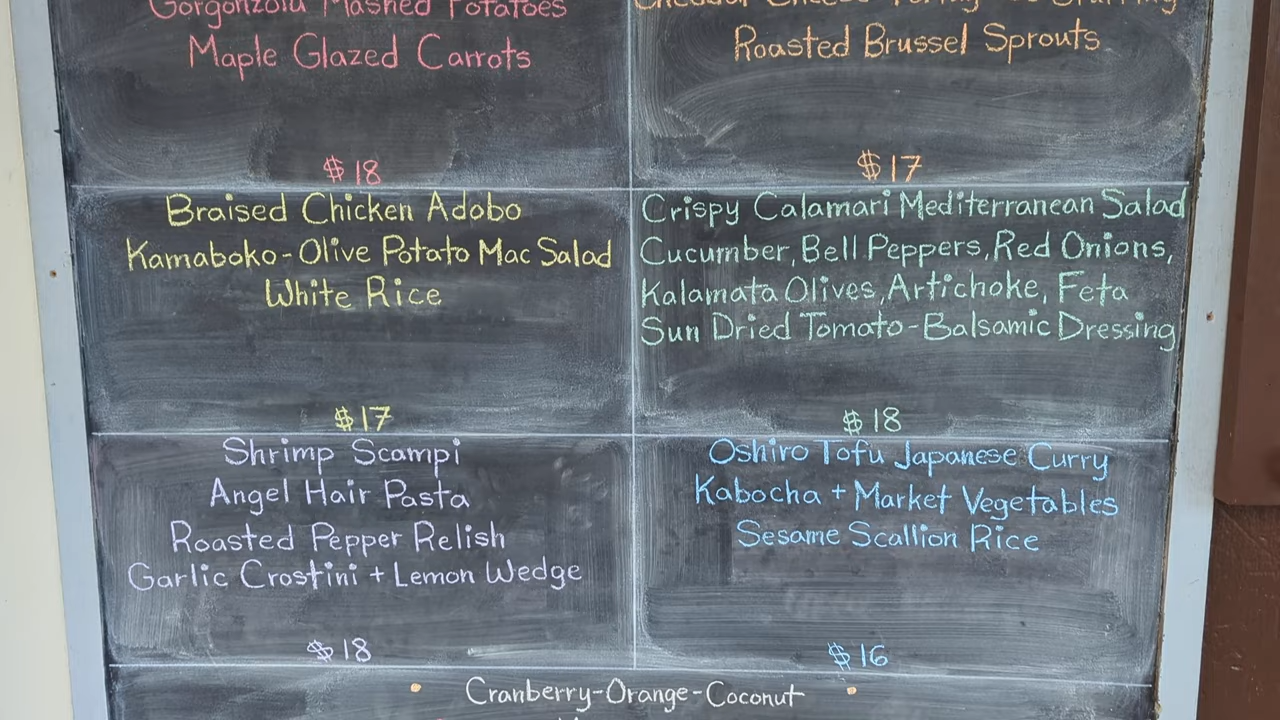 Gorgonzola Mashed Potatoes
Maple Glazed Carrots
$18
Cheddar Cheese
Roasted Brussel Sprouts
$17
Braised Chicken Adobo
Kamaboko-Olive Potato Mac Salad
White Rice
$17
Crispy Calamari Mediterranean Salad
Cucumber, Bell Peppers, Red Onions,
Kalamata Olives, Artichoke, Feta
Sun Dried Tomato-Balsamic Dressing
$18
Shrimp Scampi
Angel Hair Pasta
Roasted Pepper Relish
Garlic Crostini + Lemon Wedge
$18
Oshiro Tofu Japanese Curry
Kabocha + Market Vegetables
Sesame Scallion Rice
$16
Cranberry-Orange-Coconut